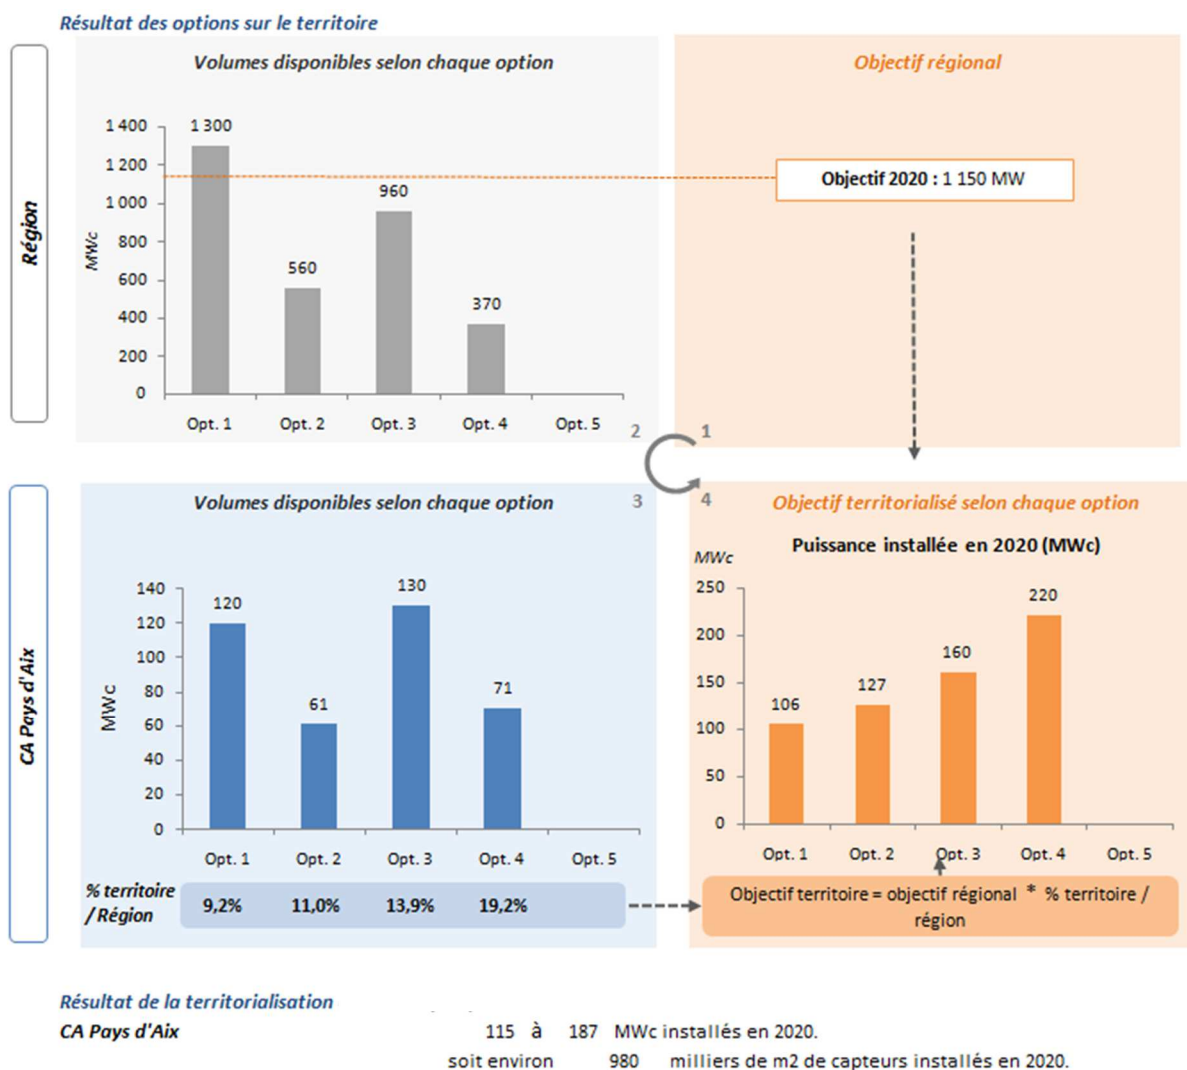 Résultat des options sur le territoire
Région
Volumes disponibles selon chaque option
MWc
1 400
1 200
1 000
800
600
400
200
0
1 300
560
960
370
Opt. 1 Opt. 2 Opt. 3 Opt. 4 Opt. 5
2
Objectif régional
Objectif 2020 : 1 150 MW
1
CA Pays d'Aix
Volumes disponibles selon chaque option
3
MWc
140
120
100
80
60
40
20
0
120
61
130
71
Opt. 1 Opt. 2 Opt. 3 Opt. 4 Opt. 5
% territoire
/ Région
9,2% 11,0% 13,9% 19,2%
4
Objectif territorialisé selon chaque option
Puissance installée en 2020 (MWc)
MWc
250
200
150
100
50
0
106
127
160
220
Opt. 1 Opt. 2 Opt. 3 Opt. 4 Opt. 5
Objectif territoire = objectif régional * % territoire /
région
Résultat de la territorialisation
CA Pays d'Aix 115 à 187 MWc installés en 2020.
soit environ 980 milliers de m2 de capteurs installés en 2020.